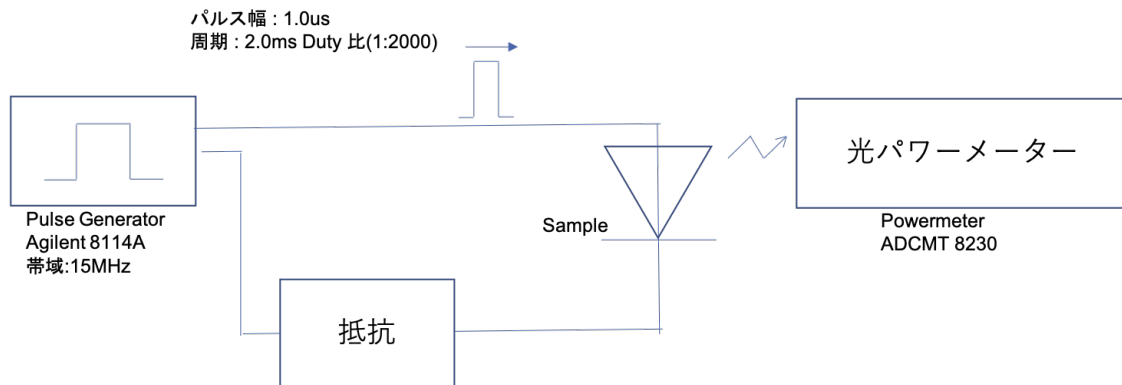 パルス幅 : 1.0us
周期 : 2.0ms Duty 比(1:2000)
Pulse Generator
Agilent 8114A
帯域:15MHz
Sample
抵抗
光パワーメーター
Powermeter
ADCMT 8230